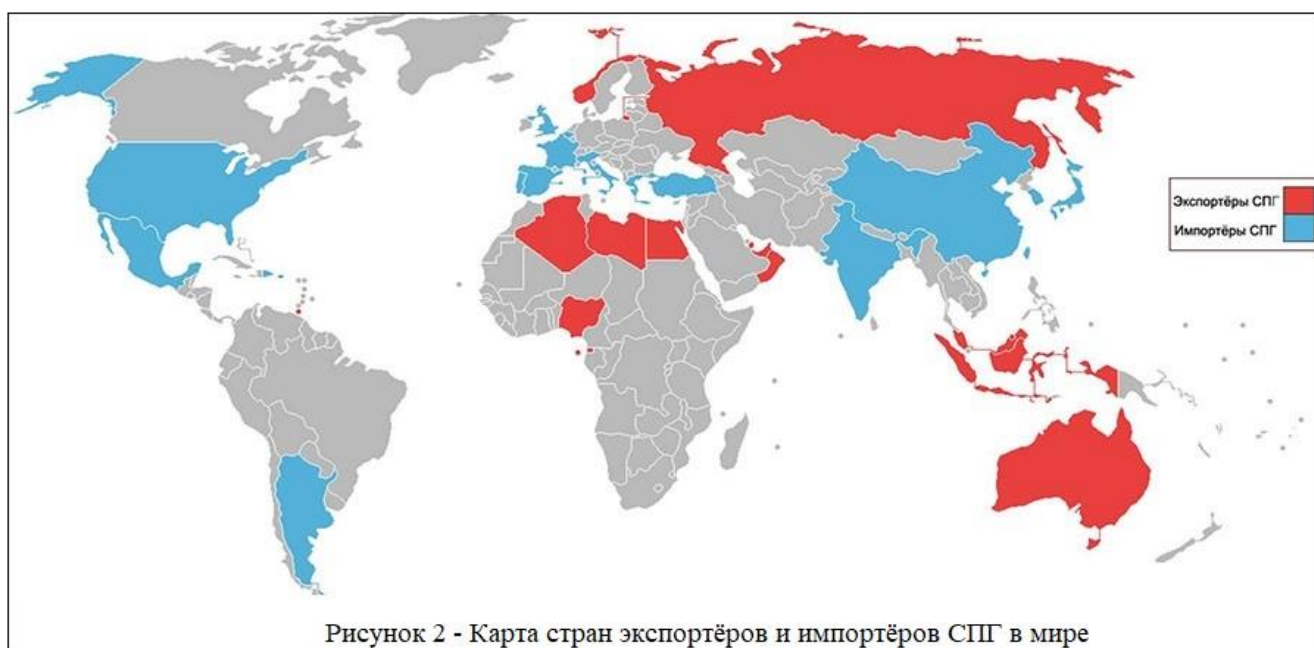 Экспортёры СПГ
Импортёры СПГ
Рисунок 2 - Карта стран экспортёров и импортёров СПГ в мире